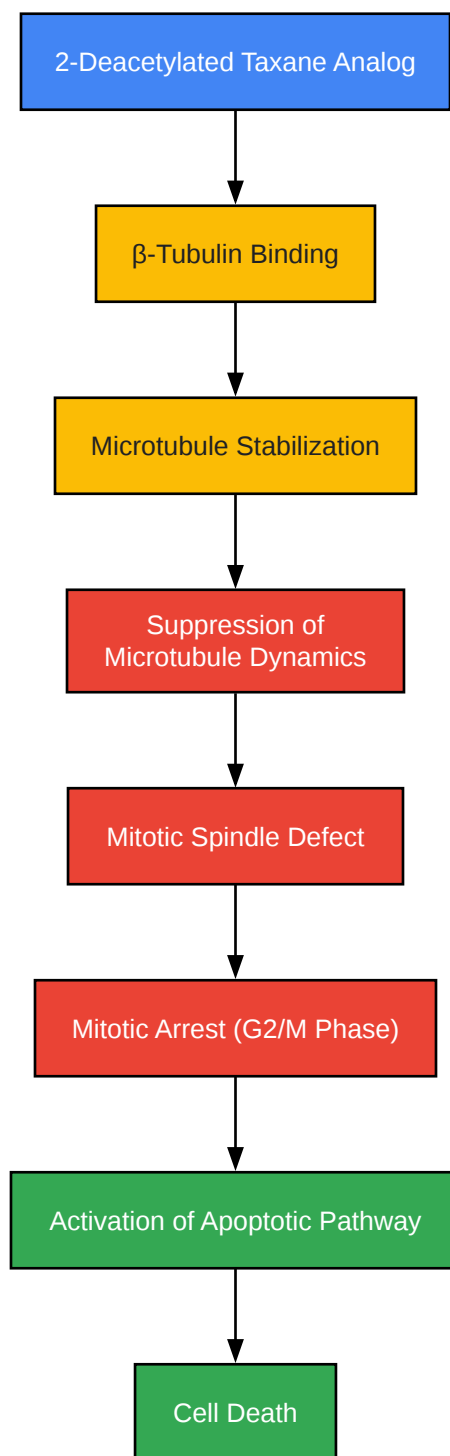 2-Deacetylated Taxane Analog
β-Tubulin Binding
Microtubule Stabilization
Suppression of
Microtubule Dynamics
Mitotic Spindle Defect
Mitotic Arrest (G2/M Phase)
Activation of Apoptotic Pathway
Cell Death